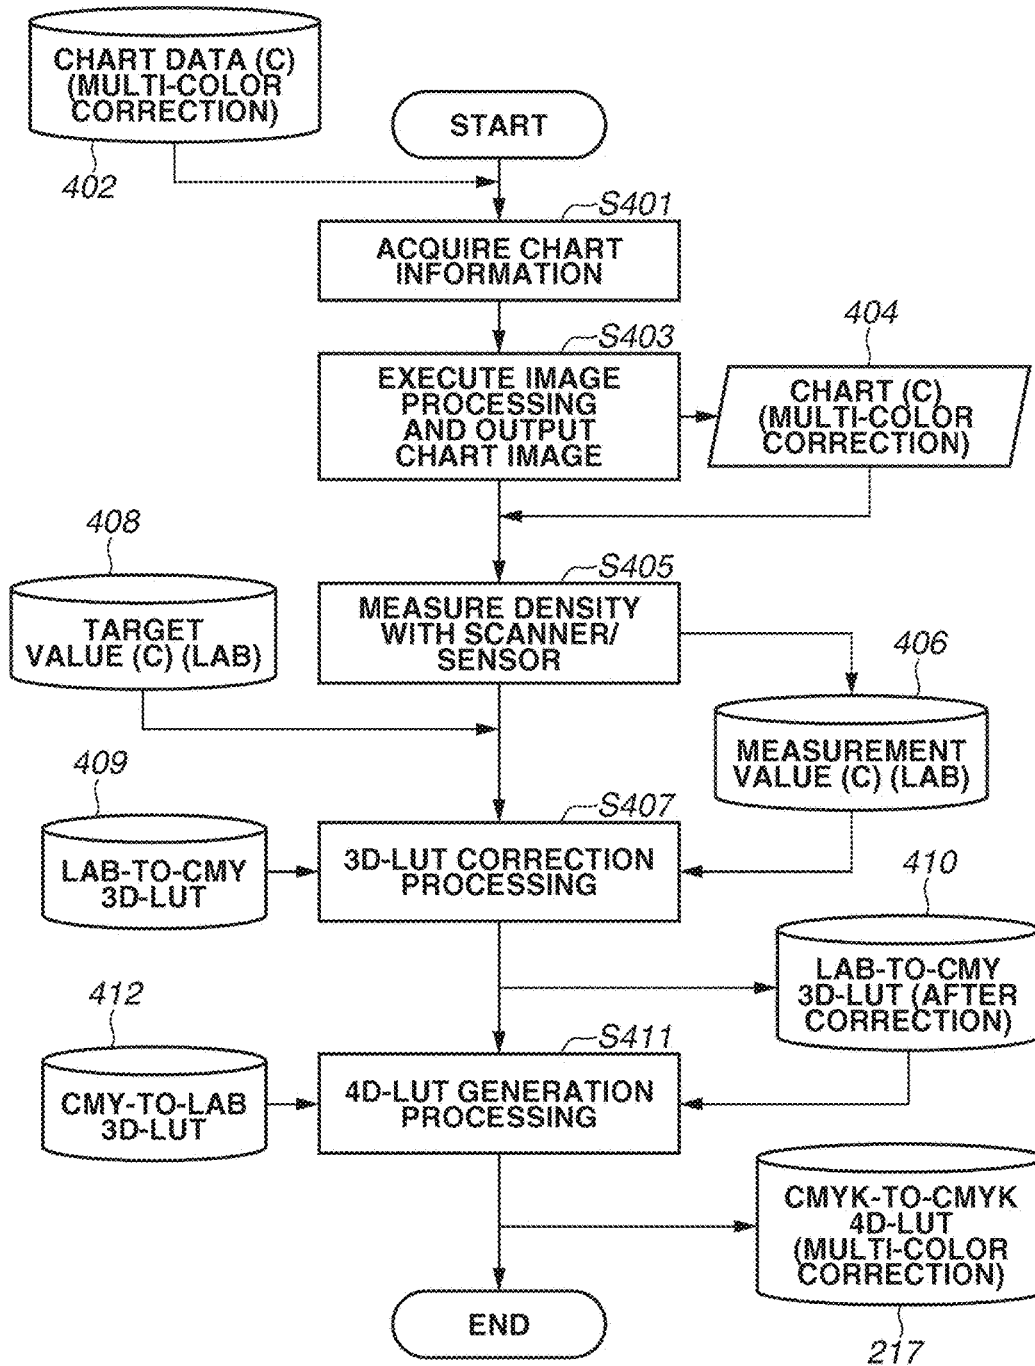 CHART DATA (C)
(MULTI-COLOR
CORRECTION)
402
START
S401
ACQUIRE CHART
INFORMATION
S403
EXECUTE IMAGE
PROCESSING
AND OUTPUT
CHART IMAGE
404
CHART (C)
(MULTI-COLOR
CORRECTION)
408
TARGET
VALUE (C) (LAB)
S405
MEASURE DENSITY
WITH SCANNER/
SENSOR
406
MEASUREMENT
VALUE (C) (LAB)
409
LAB-TO-CMY
3D-LUT
S407
3D-LUT CORRECTION
PROCESSING
410
LAB-TO-CMY
3D-LUT (AFTER
CORRECTION)
412
CMY-TO-LAB
3D-LUT
S411
4D-LUT GENERATION
PROCESSING
CMYK-TO-CMYK
4D-LUT
(MULTI-COLOR
CORRECTION)
217
END